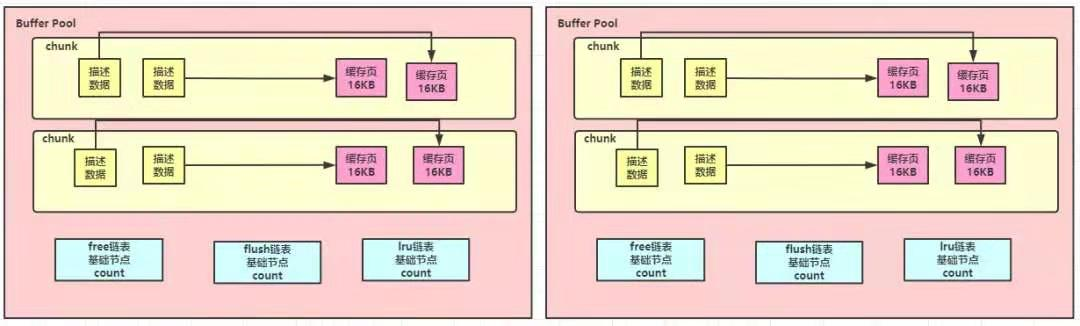 Buffer Pool
chunk
描述
数据
描述
数据
缓存页
16KB
缓存页
16KB
chunk
描述
数据
描述
数据
缓存页
16KB
缓存页
16KB
free链表
基础节点
count
flush链表
基础节点
count
lru链表
基础节点
count
Buffer Pool
chunk
描述
数据
描述
数据
缓存页
16KB
缓存页
16KB
chunk
描述
数据
描述
数据
缓存页
16KB
缓存页
16KB
free链表
基础节点
count
flush链表
基础节点
count
lru链表
基础节点
count